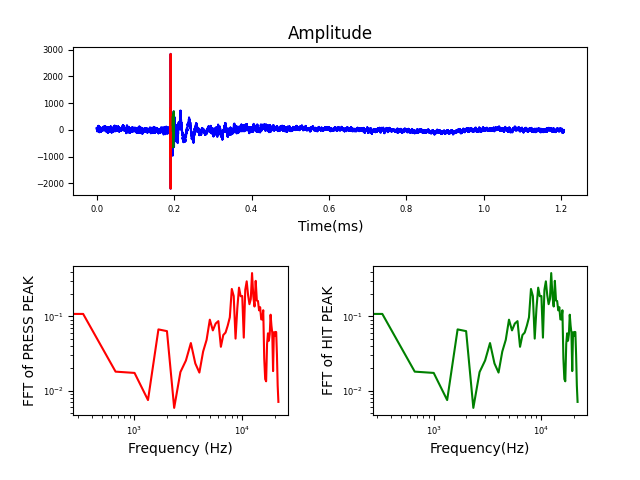 Amplitude
3000
2000
1000
0
−1000
−2000
0.0 0.2 0.4 0.6 0.8 1.0 1.2
Time(ms)
FFT of PRESS PEAK
10⁻¹
10⁻²
10³ 10⁴
Frequency (Hz)
FFT of HIT PEAK
10⁻¹
10⁻²
10³ 10⁴
Frequency(Hz)